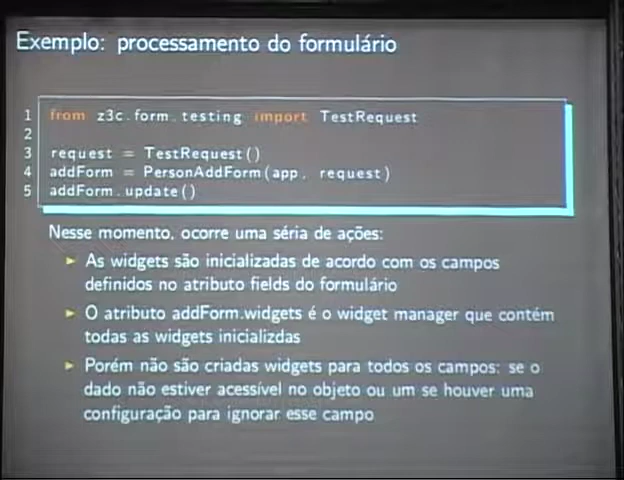 Exemplo: processamento do formulário
1 from z3c.form.testing import TestRequest
2
3 request = TestRequest()
4 addForm = PersonAddForm(app, request)
5 addForm.update()
Nesse momento, ocorre uma séria de ações:
► As widgets são inicializadas de acordo com os campos
definidos no atributo fields do formulário
► O atributo addForm.widgets é o widget manager que contém
todas as widgets inicializdas
► Porém não são criadas widgets para todos os campos: se o
dado não estiver acessível no objeto ou um se houver uma
configuração para ignorar esse campo